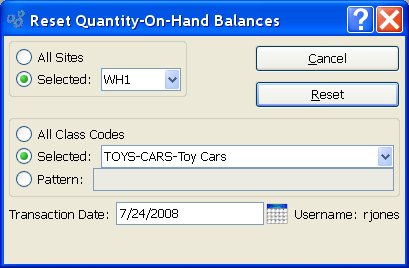 Reset Quantity-On-Hand Balances
All Sites
Selected: WH1
Cancel
Reset
All Class Codes
Selected: TOYS-CARS-Toy Cars
Pattern:
Transaction Date: 7/24/2008 Username: rjones